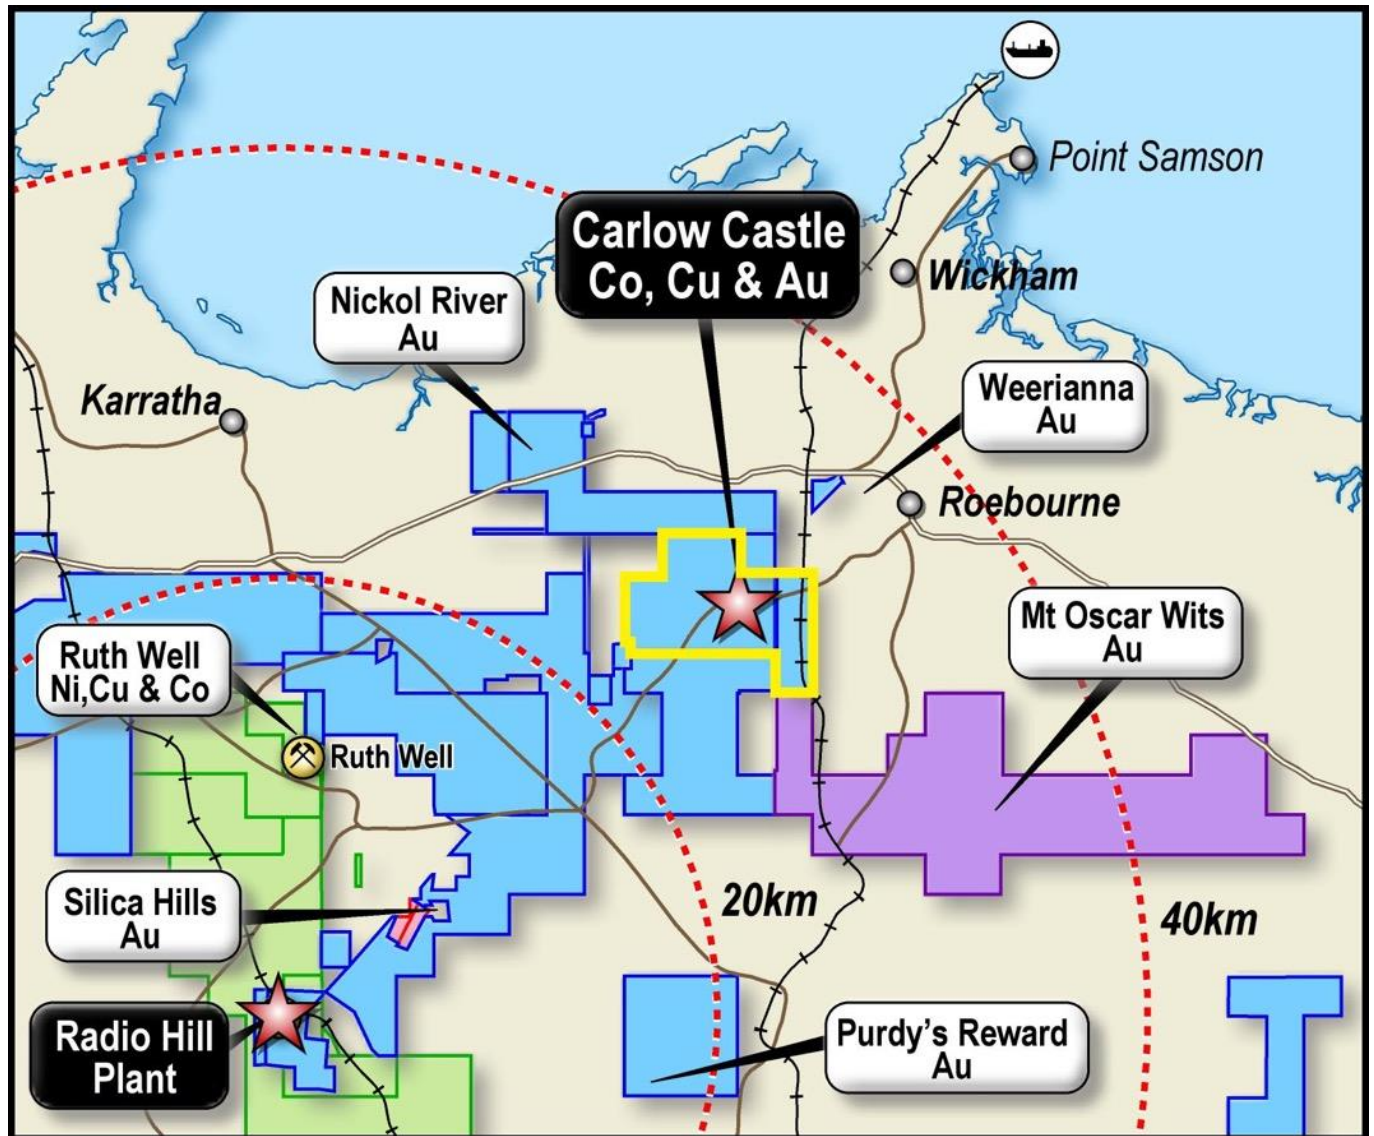 Point Samson
Carlow Castle
Co, Cu & Au
Wickham
Nickol River
Au
Weerianna
Au
Karratha
Roebourne
Mt Oscar Wits
Au
Ruth Well
Ni,Cu & Co
Ruth Well
Silica Hills
Au
20km
40km
Radio Hill
Plant
Purdy's Reward
Au